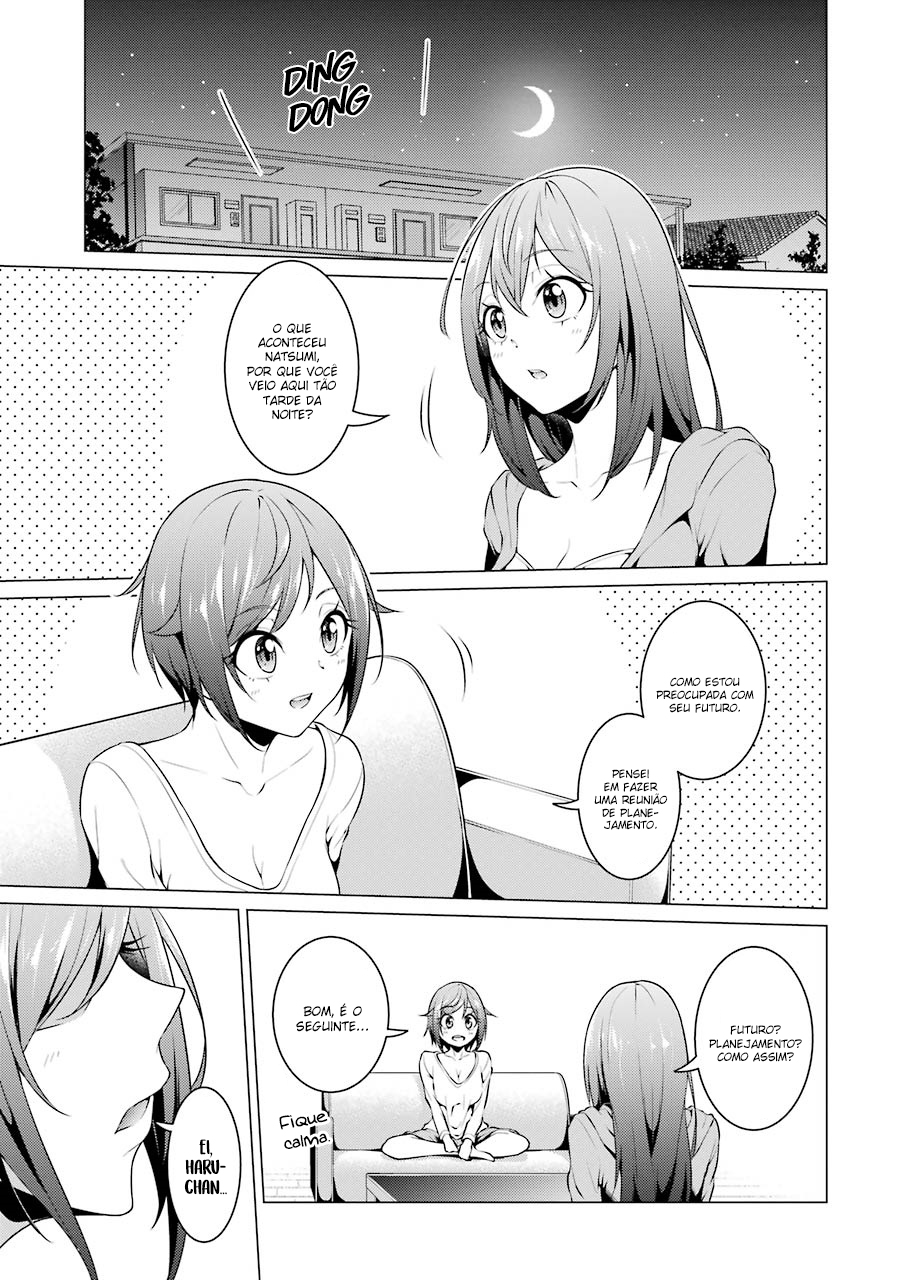 DING
DONG
O QUE
ACONTECEU
NATSUMI,
POR QUE VOCÊ
VEIO AQUI TÃO
TARDE DA
NOITE?
COMO ESTOU
PREOCUPADA COM
SEU FUTURO.
PENSEI
EM FAZER
UMA REUNIÃO
DE PLANE-
JAMENTO.
FUTURO?
PLANEJAMENTO?
COMO ASSIM?
BOM, É O
SEGUINTE...
Fique
calma.
EI,
HARU-
CHAN...